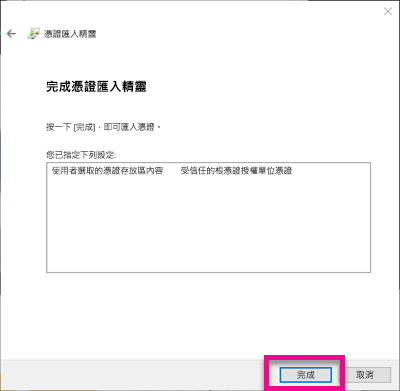 憑證匯入精靈
完成憑證匯入精靈
按一下 [完成]，即可匯入憑證。
您已指定下列設定:
使用者選取的憑證存放區內容 受信任的根憑證授權單位憑證
完成 取消